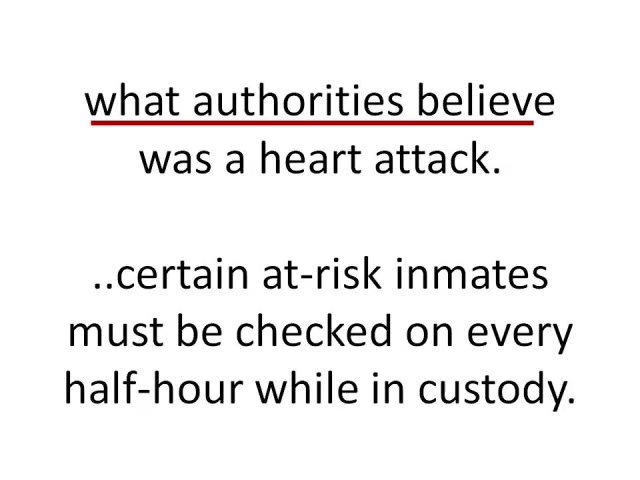 what authorities believe
was a heart attack.
..certain at-risk inmates
must be checked on every
half-hour while in custody.